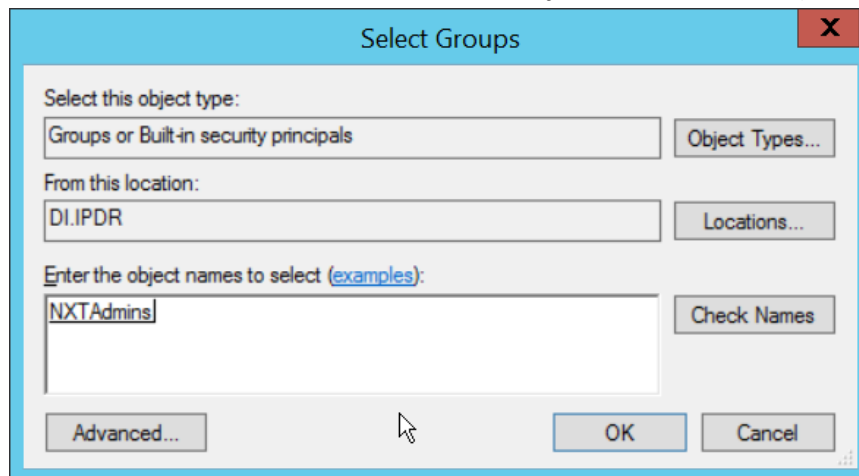 Select Groups
X
Select this object type:
Groups or Built-in security principals
Object Types...
From this location:
DI.IPDR
Locations...
Enter the object names to select (examples):
NXTAdmins
Check Names
Advanced...
OK
Cancel